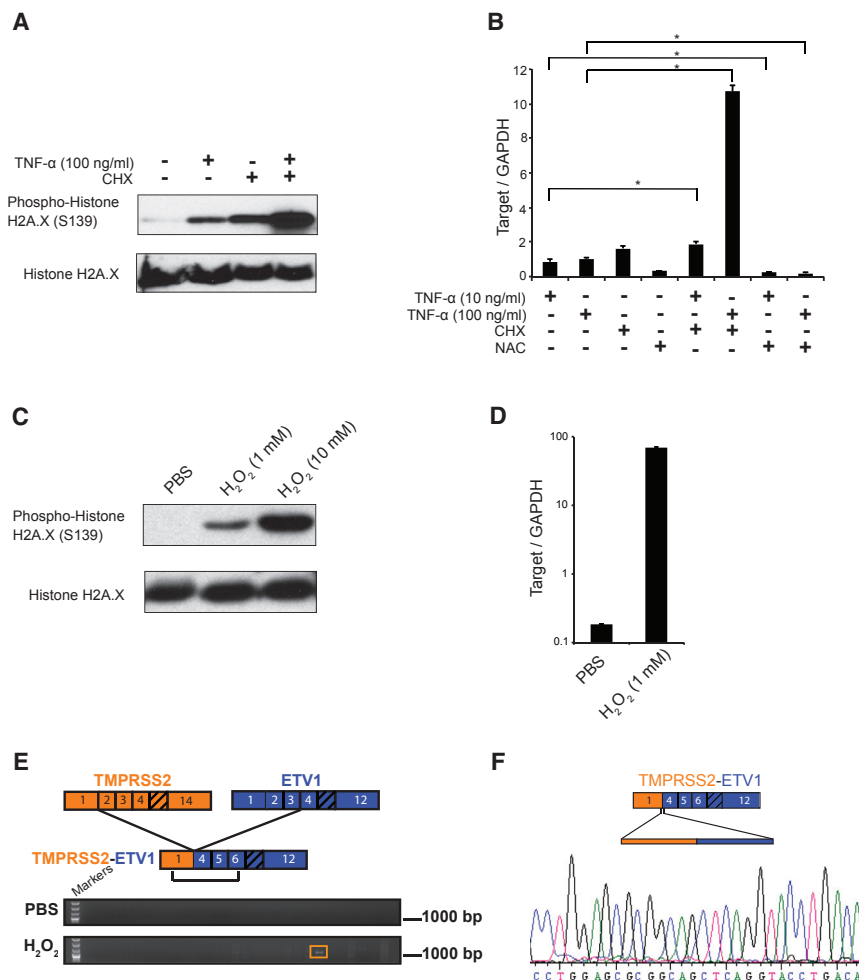 A
TNF-α (100 ng/ml) - + - +
CHX - - + +
Phospho-Histone
H2A.X (S139)
Histone H2A.X
B
*
*
*
*
Target / GAPDH
12
10
8
6
4
2
0
TNF-α (10 ng/ml) + - - - + - + -
TNF-α (100 ng/ml) - + - - - + - +
CHX - - + - + + - -
NAC - - - + - - + +
C
PBS
H₂O₂ (1 mM)
H₂O₂ (10 mM)
Phospho-Histone
H2A.X (S139)
Histone H2A.X
D
Target / GAPDH
100
10
1
0.1
PBS
H₂O₂ (1 mM)
E
TMPRSS2 ETV1
1 2 3 4 14 1 2 3 4 12
TMPRSS2-ETV1
1 4 5 6 12
Markers
PBS
1000 bp
H₂O₂
1000 bp
F
TMPRSS2-ETV1
1 4 5 6 12
C C T G G A G C G C G G C A G C T C A G G T A C C T G A C A